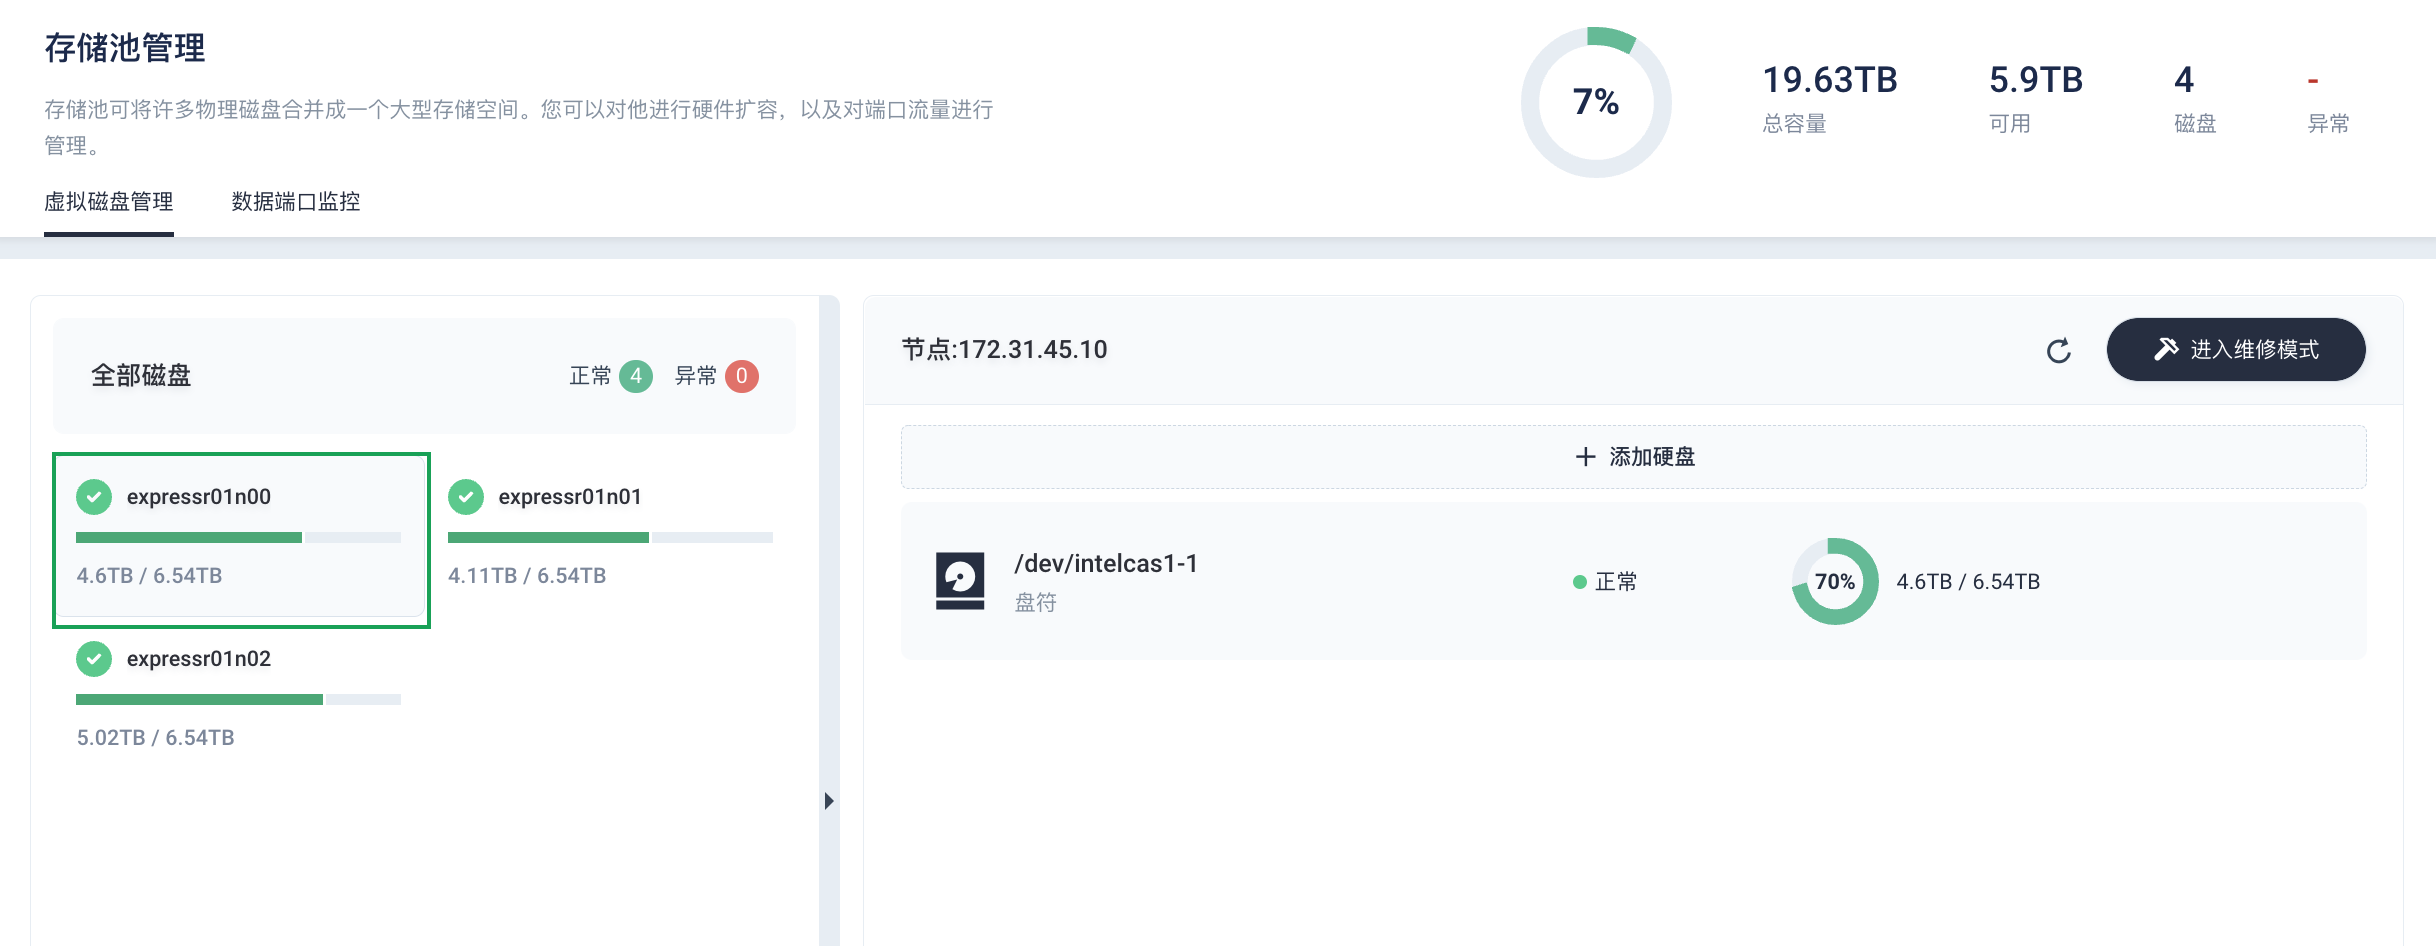 存储池管理
存储池可将许多物理磁盘合并成一个大型存储空间。您可以对他进行硬件扩容，以及对端口流量进行
管理。
7%
19.63TB
总容量
5.9TB
可用
4
磁盘
-
异常
虚拟磁盘管理
数据端口监控
全部磁盘
正常 4 异常 0
expressr01n00
4.6TB / 6.54TB
expressr01n01
4.11TB / 6.54TB
expressr01n02
5.02TB / 6.54TB
节点:172.31.45.10
进入维修模式
添加硬盘
/dev/intelcas1-1
盘符
正常
70%
4.6TB / 6.54TB